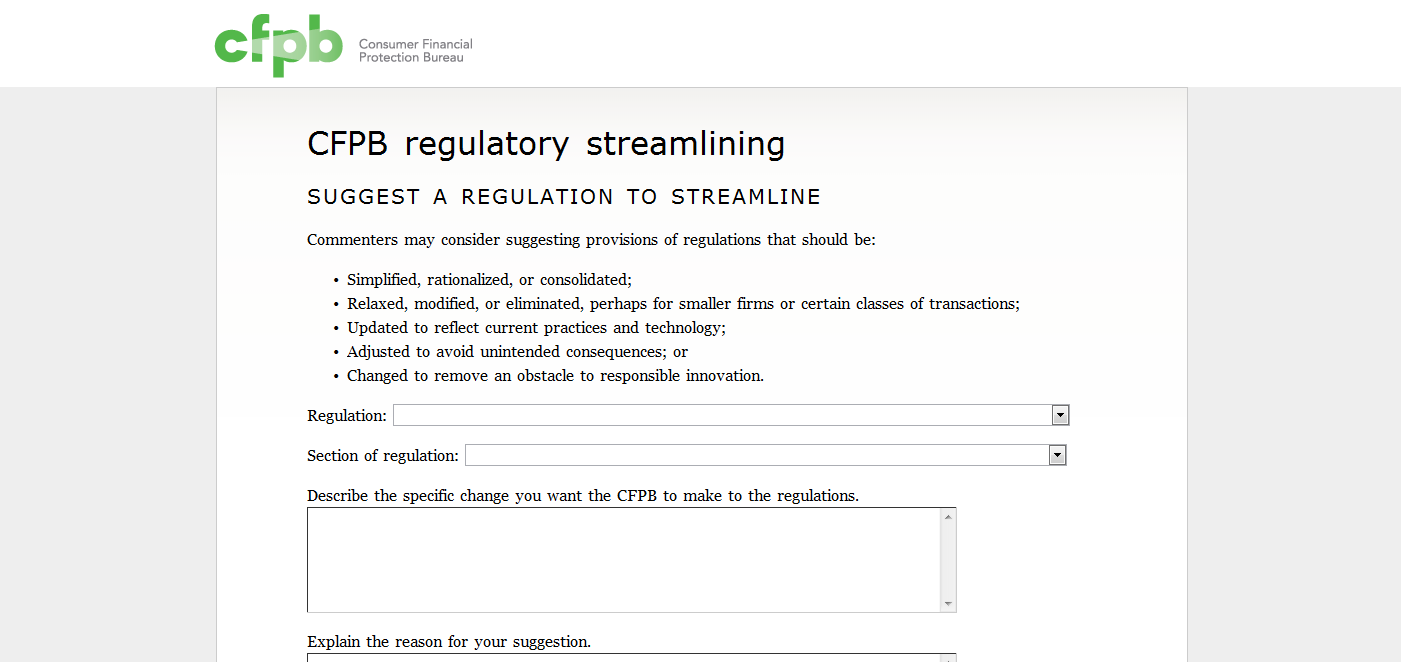 cfpb
Consumer Financial
Protection Bureau
CFPB regulatory streamlining
SUGGEST A REGULATION TO STREAMLINE
Commenters may consider suggesting provisions of regulations that should be:
• Simplified, rationalized, or consolidated;
• Relaxed, modified, or eliminated, perhaps for smaller firms or certain classes of transactions;
• Updated to reflect current practices and technology;
• Adjusted to avoid unintended consequences; or
• Changed to remove an obstacle to responsible innovation.
Regulation:
Section of regulation:
Describe the specific change you want the CFPB to make to the regulations.
Explain the reason for your suggestion.